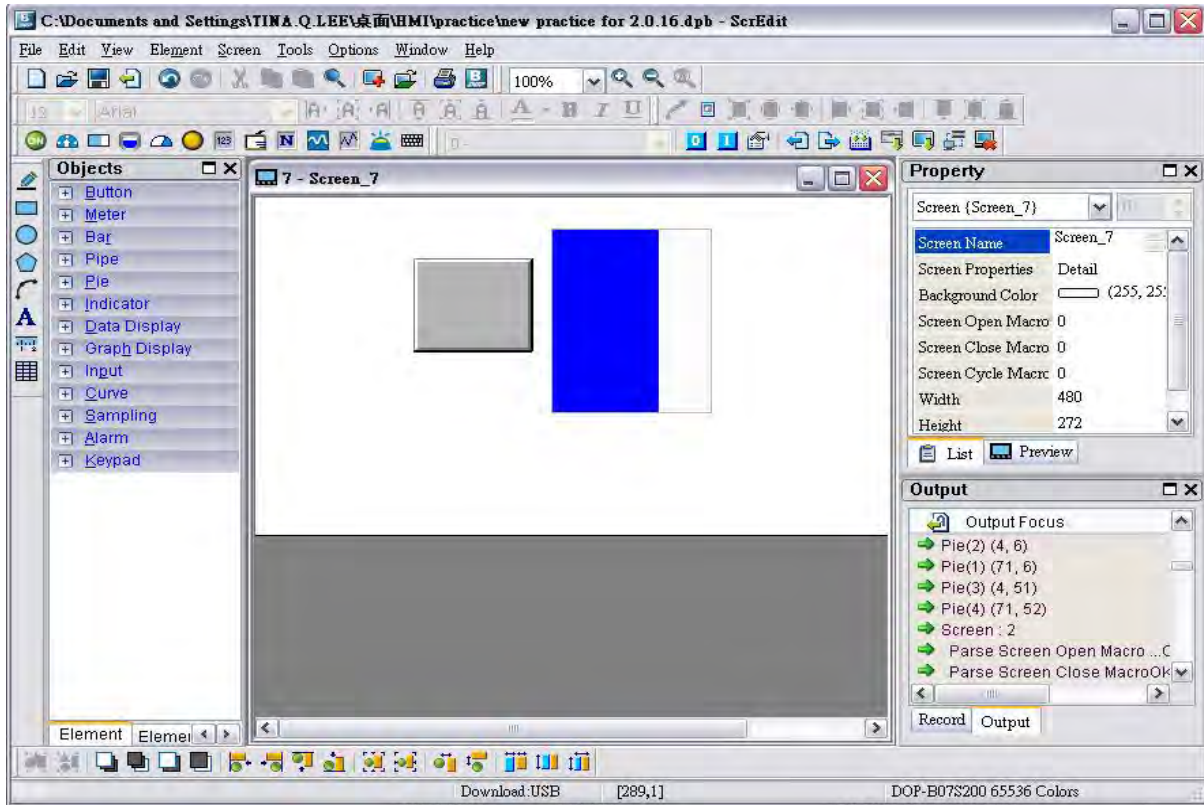 C:\Documents and Settings\TINA.Q.LEE\桌面\HMI\practice\new practice for 2.0.16.dpb - ScrEdit
File Edit View Element Screen Tools Options Window Help
100%
12 Arial
Objects
Button
Meter
Bar
Pipe
Pie
Indicator
Data Display
Graph Display
Input
Curve
Sampling
Alarm
Keypad
Element Elemen
7 - Screen_7
Property
Screen {Screen_7}
Screen Name Screen_7
Screen Properties Detail
Background Color (255, 25
Screen Open Macro 0
Screen Close Macro 0
Screen Cycle Macro 0
Width 480
Height 272
List Preview
Output
Output Focus
Pie(2) (4, 6)
Pie(1) (71, 6)
Pie(3) (4, 51)
Pie(4) (71, 52)
Screen : 2
Parse Screen Open Macro ...O
Parse Screen Close MacroOk
Record Output
Download:USB [289,1] DOP-B07S200 65536 Colors